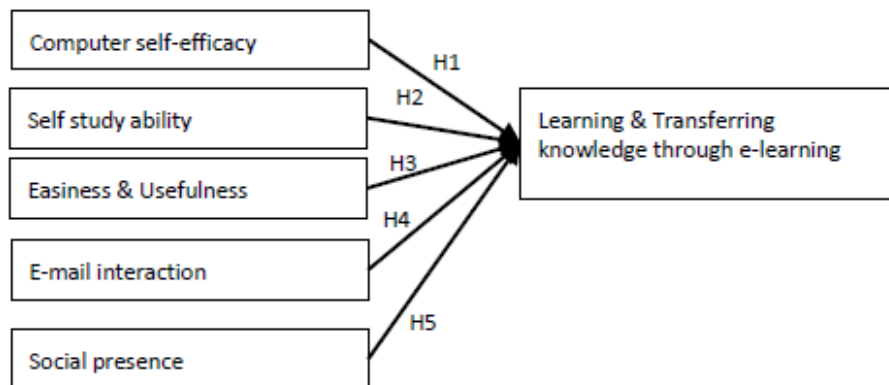 Computer self-efficacy
H1
H2
Self study ability
Learning & Transferring
knowledge through e-learning
H3
Easiness & Usefulness
H4
E-mail interaction
H5
Social presence